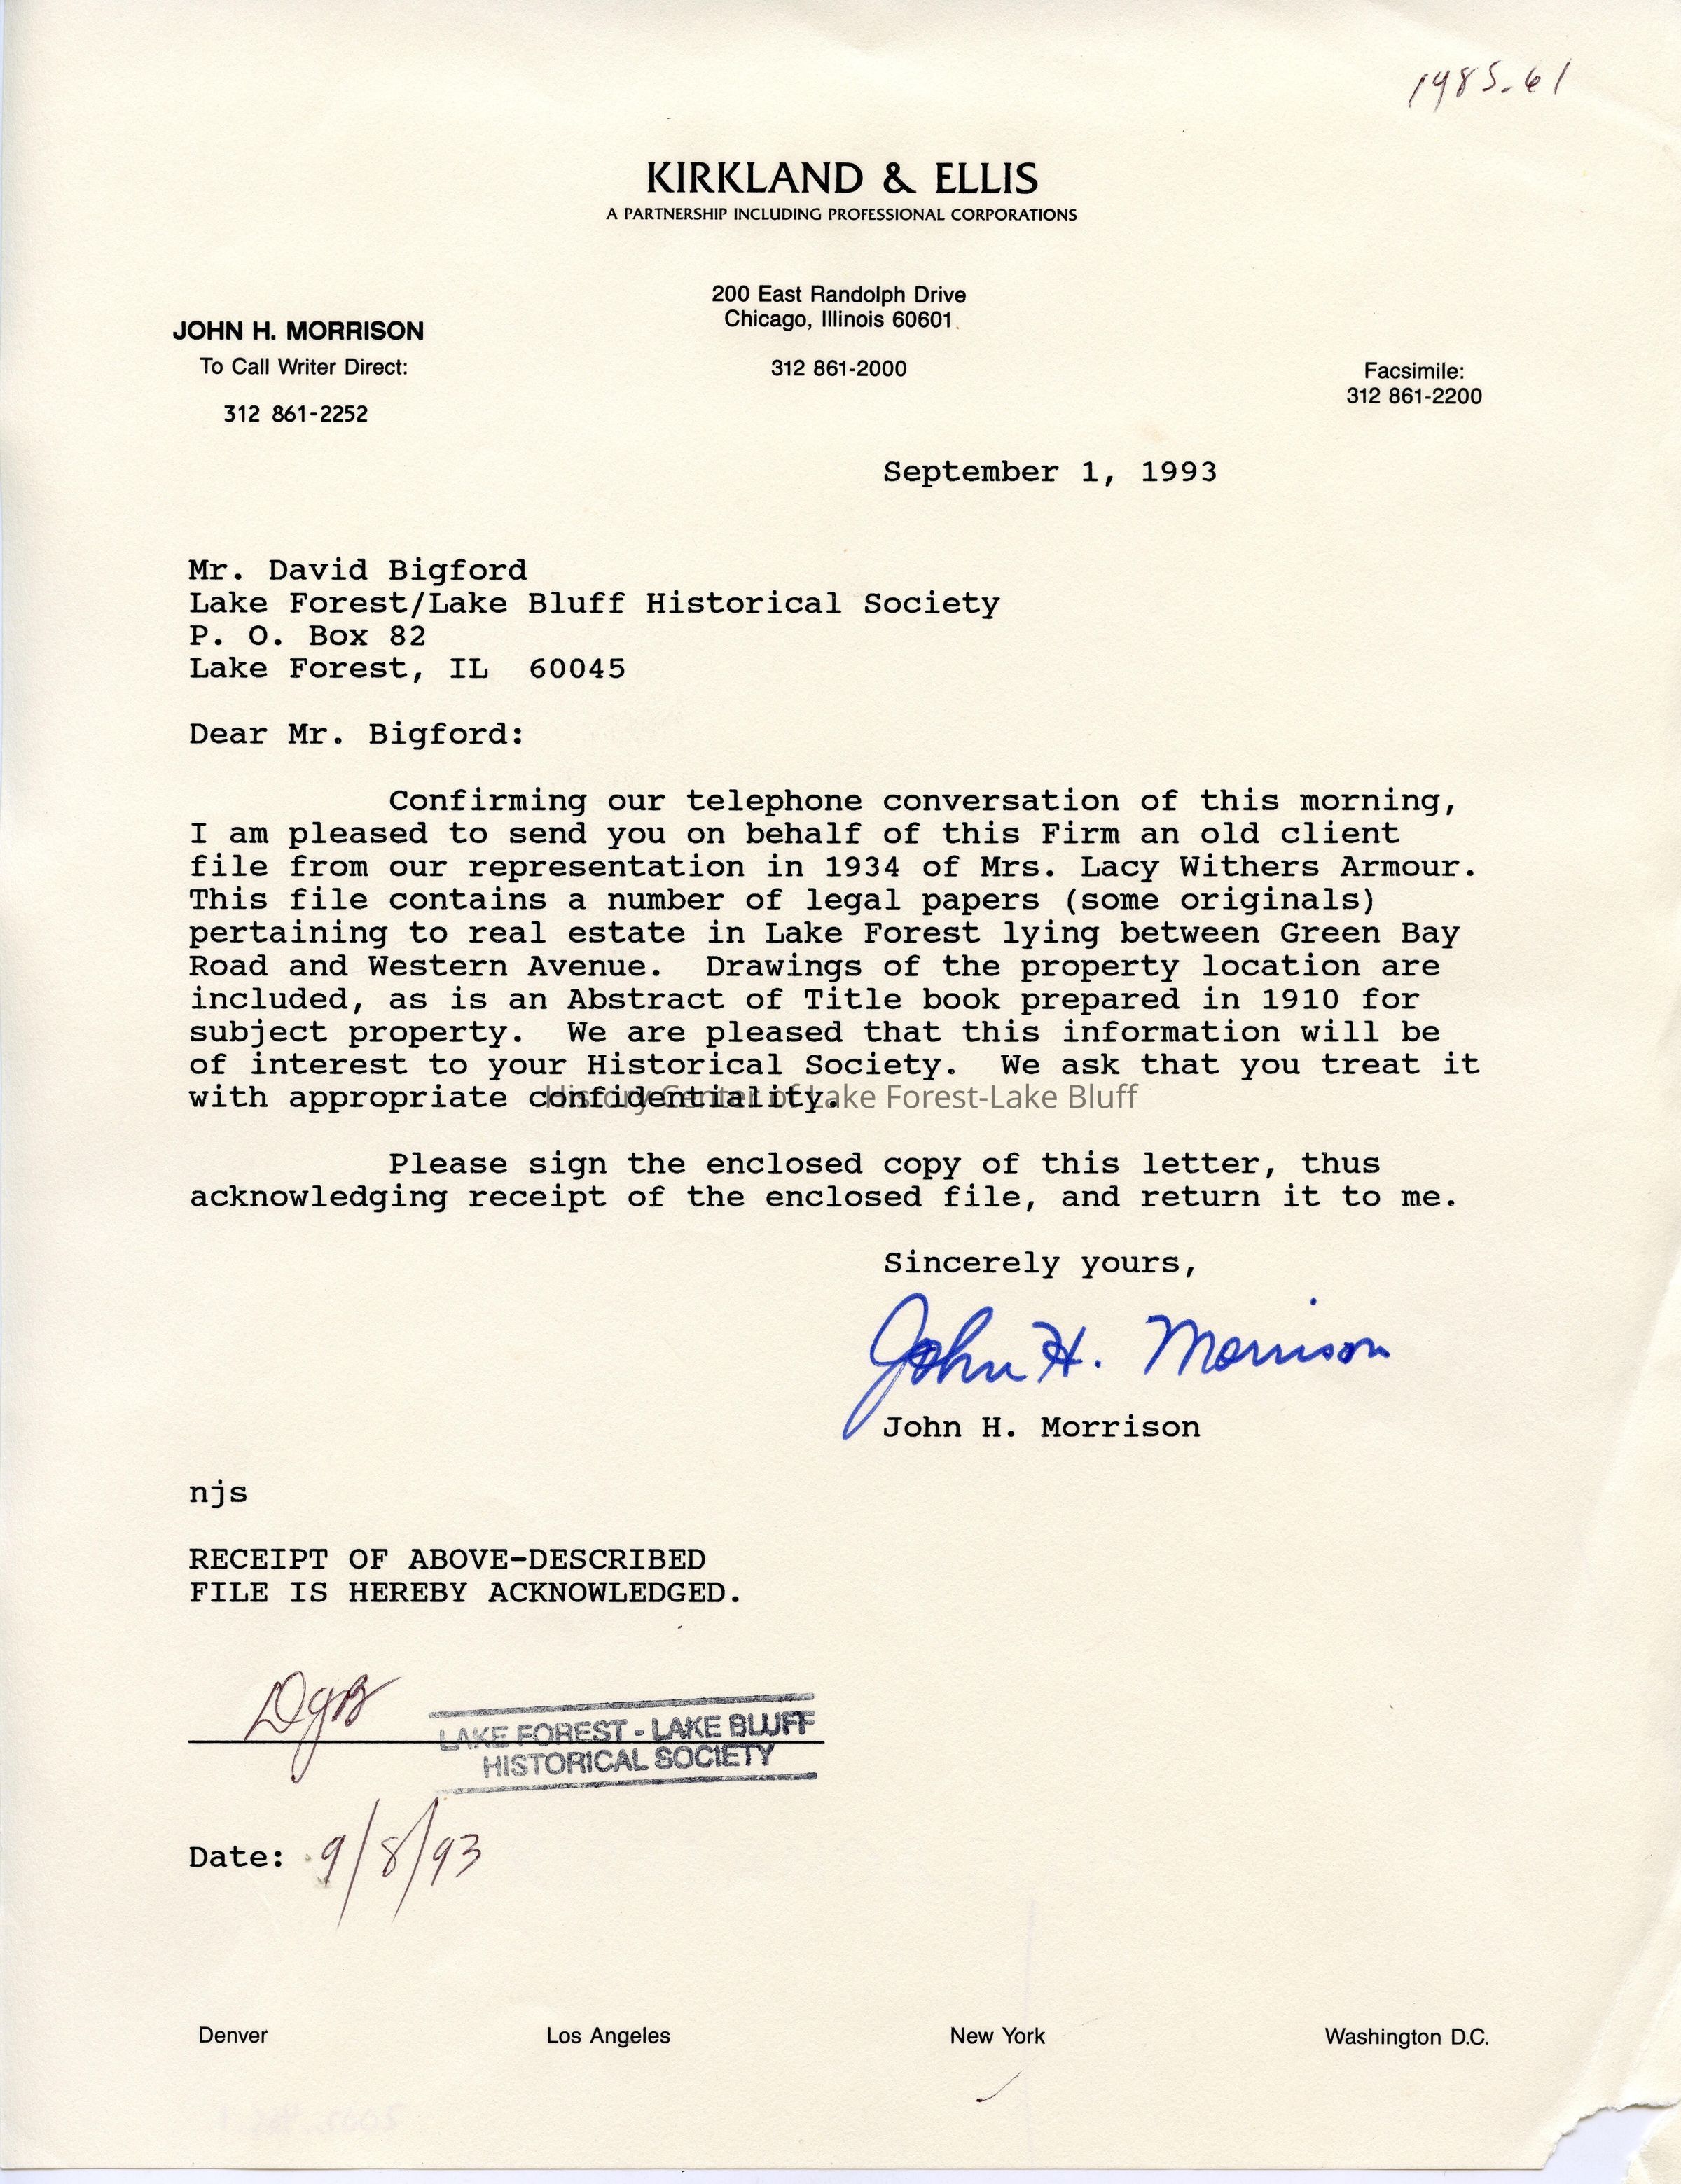 1985.61
KIRKLAND & ELLIS
A PARTNERSHIP INCLUDING PROFESSIONAL CORPORATIONS
200 East Randolph Drive
Chicago, Illinois 60601
312 861-2000
JOHN H. MORRISON
To Call Writer Direct:
312 861-2252
Facsimile:
312 861-2200
September 1, 1993
Mr. David Bigford
Lake Forest/Lake Bluff Historical Society
P. O. Box 82
Lake Forest, IL  60045
Dear Mr. Bigford:
Confirming our telephone conversation of this morning,
I am pleased to send you on behalf of this Firm an old client
file from our representation in 1934 of Mrs. Lacy Withers Armour.
This file contains a number of legal papers (some originals)
pertaining to real estate in Lake Forest lying between Green Bay
Road and Western Avenue.  Drawings of the property location are
included, as is an Abstract of Title book prepared in 1910 for
subject property.  We are pleased that this information will be
of interest to your Historical Society.  We ask that you treat it
with appropriate confidentiality.
History Center of Lake Forest-Lake Bluff
Please sign the enclosed copy of this letter, thus
acknowledging receipt of the enclosed file, and return it to me.
Sincerely yours,
John H. Morrison
John H. Morrison
njs
RECEIPT OF ABOVE-DESCRIBED
FILE IS HEREBY ACKNOWLEDGED.
DgB
LAKE FOREST - LAKE BLUFF
HISTORICAL SOCIETY
Date: 9/8/93
Denver
Los Angeles
New York
Washington D.C.